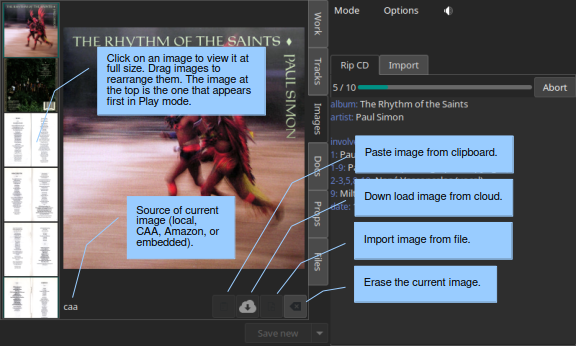 Mode
Options
THE RHYTHM OF THE SAINTS
PAUL SIMON
Click on an image to view it at
full size. Drag images to
rearrange them. The image at
the top is the one that appears
first in Play mode.
Work
Tracks
Images
Docs
Props
Files
Rip CD
Import
5 / 10
Abort
album: The Rhythm of the Saints
artist: Paul Simon
1: Pau
1-9: Pa
2-3,5,
9: Milt
date:
Paste image from clipboard.
Down load image from cloud.
Import image from file.
Erase the current image.
Source of current
image (local,
CAA, Amazon, or
embedded).
caa
Save new